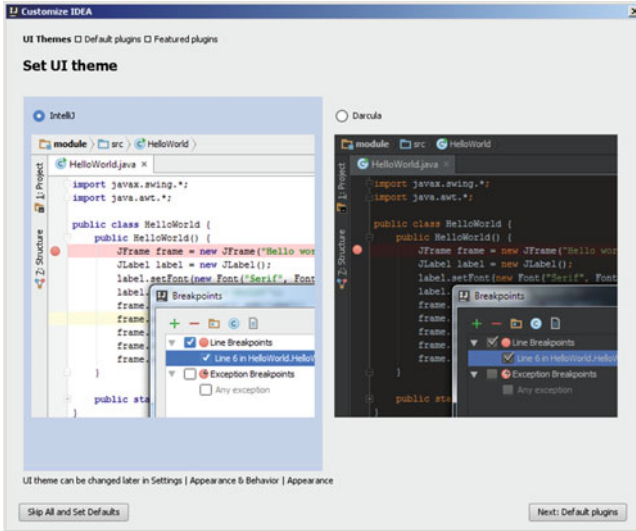 Customize IDEA
UI Themes □ Default plugins □ Featured plugins
Set UI theme
IntelliJ
module src HelloWorld
1: Project
Z: Structure
HelloWorld.java ×
import javax.swing.*;
import java.awt.*;
public class HelloWorld {
public HelloWorld() {
JFrame frame = new JFrame("Hello wor
JLabel label = new JLabel();
label.setFont(new Font("Serif", Font
label.
frame.
frame.
frame.
frame.
frame.
}
public sta
}
Breakpoints
Line Breakpoints
Line 6 in HelloWorld.HelloW
Exception Breakpoints
Any exception
Darcula
module src HelloWorld
1: Project
Z: Structure
HelloWorld.java ×
import javax.swing.*;
import java.awt.*;
public class HelloWorld {
public HelloWorld() {
JFrame frame = new JFrame("Hello wor
JLabel label = new JLabel();
label.setFont(new Font("Serif", Font
label.
frame.
frame.
frame.
frame.
frame.
}
public sta
}
Breakpoints
Line Breakpoints
Line 6 in HelloWorld.HelloW
Exception Breakpoints
Any exception
UI theme can be changed later in Settings | Appearance & Behavior | Appearance
Skip All and Set Defaults
Next: Default plugins